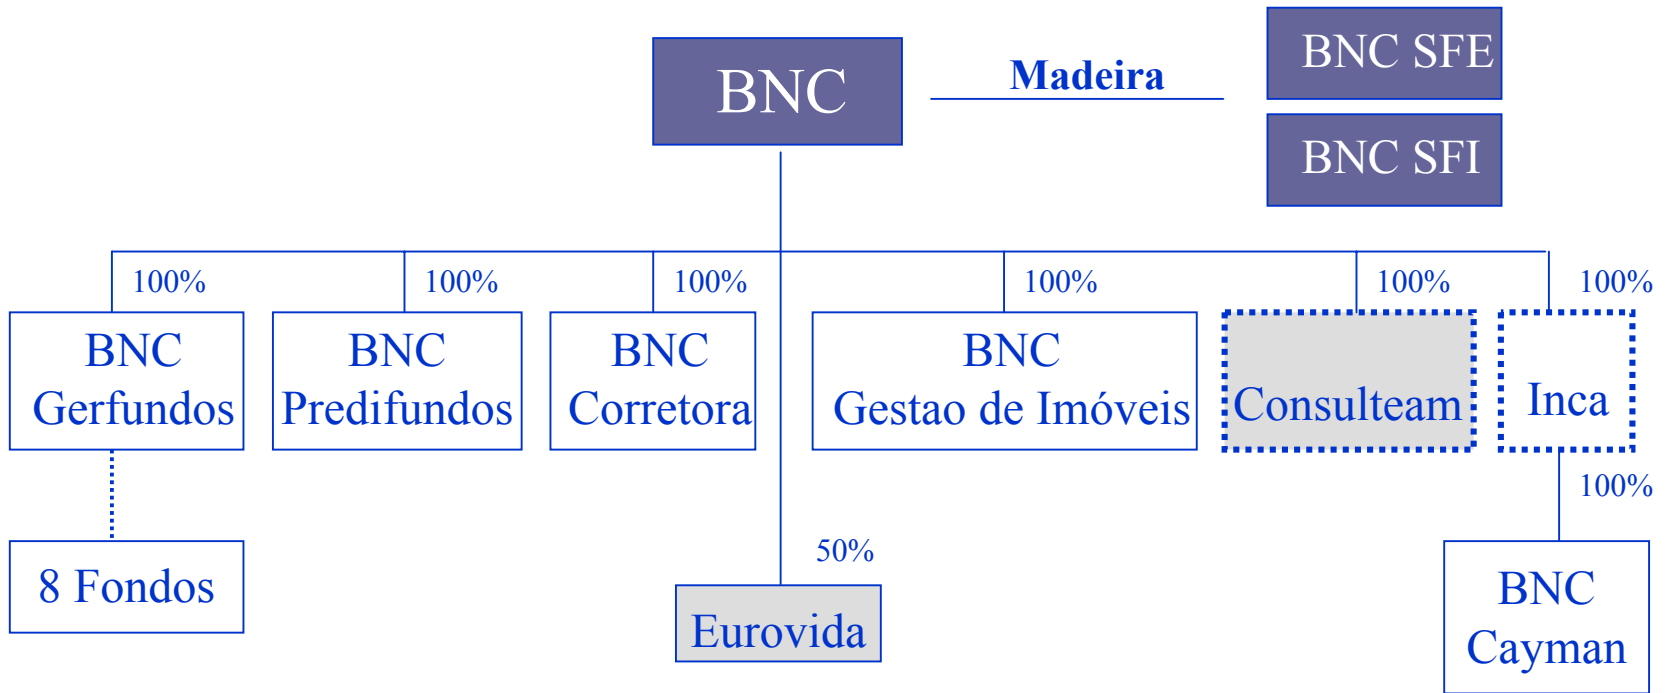 BNC
Madeira
BNC SFE
BNC SFI
100%
100%
100%
100%
100%
100%
BNC
Gerfundos
BNC
Predifundos
BNC
Corretora
BNC
Gestao de Imóveis
Consulteam
Inca
100%
50%
8 Fondos
Eurovida
BNC
Cayman